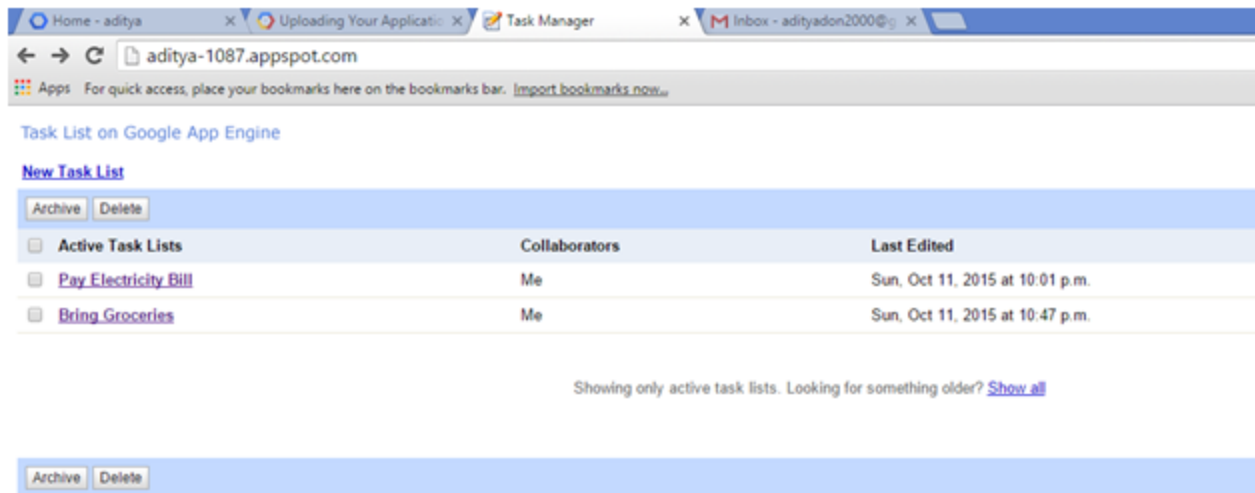 Home - aditya Uploading Your Applicatio Task Manager Inbox - adityadon2000@g
aditya-1087.appspot.com
Apps For quick access, place your bookmarks here on the bookmarks bar. Import bookmarks now...
Task List on Google App Engine
New Task List
Archive Delete
Active Task Lists Collaborators Last Edited
Pay Electricity Bill Me Sun, Oct 11, 2015 at 10:01 p.m.
Bring Groceries Me Sun, Oct 11, 2015 at 10:47 p.m.
Showing only active task lists. Looking for something older? Show all
Archive Delete